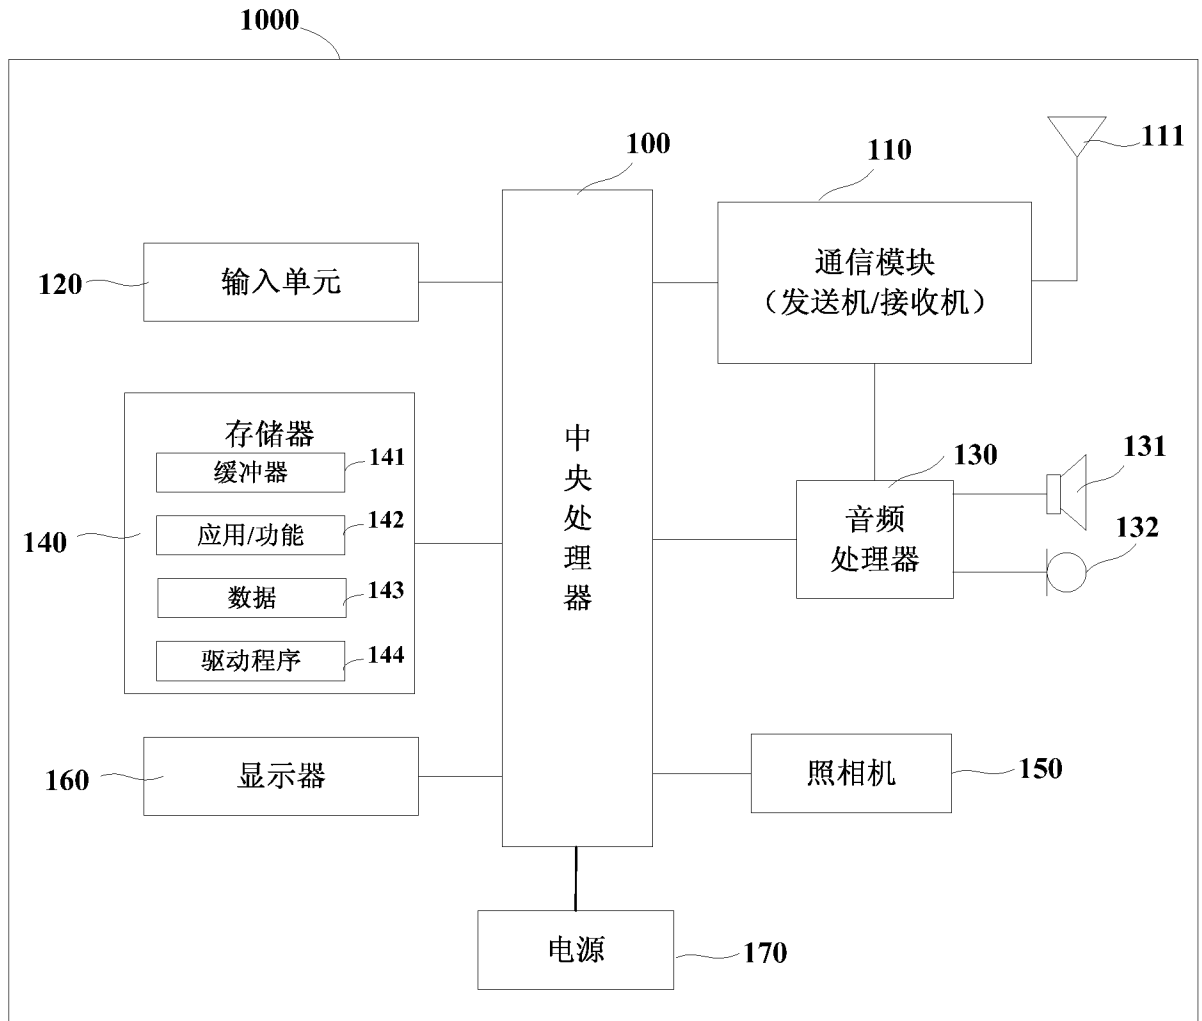 1000
100
110
111
120
输入单元
通信模块
（发送机/接收机）
140
存储器
缓冲器
141
应用/功能
142
数据
143
驱动程序
144
中
央
处
理
器
130
音频
处理器
131
132
160
显示器
照相机
150
电源
170